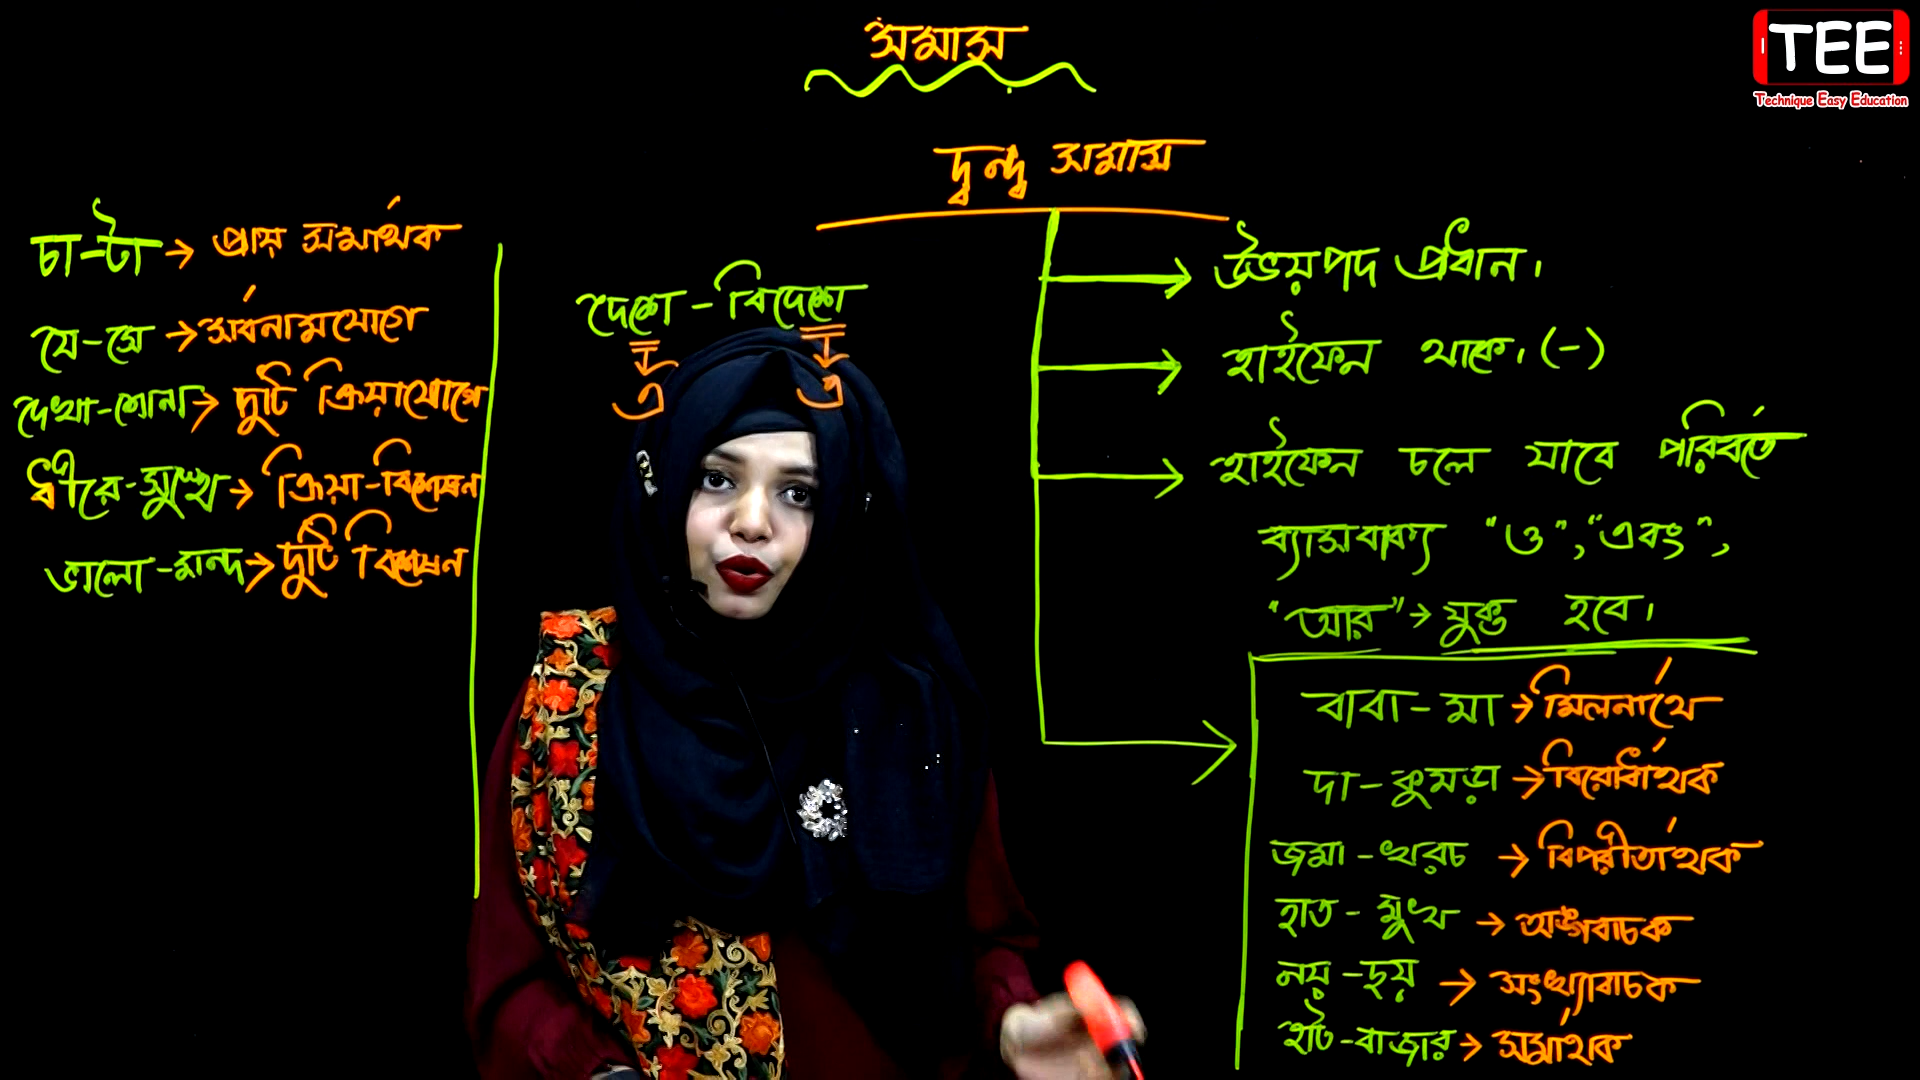 সমাস
TEE
Technique Easy Education
দ্বন্দ্ব সমাস
চা-টা → প্রায় সমার্থক
যে-সে → সর্বনামযোগে
দেখা-শোনা → দুটি ক্রিয়াযোগে
ধীরে-সুস্থে → ক্রিয়া-বিশেষন
ভালো-মন্দ → দুটি বিশেষন
দেশে - বিদেশে
এ এ
উভয়পদ প্রধান।
হাইফেন থাকে। (-)
হাইফেন চলে যাবে পরিবর্তে
ব্যাসবাক্য "ও", "এবং",
"আর" → যুক্ত হবে।
বাবা - মা → মিলনার্থে
দা - কুমড়া → বিরোধার্থক
জমা - খরচ → বিপরীতার্থক
হাত - মুখ → অঙ্গবাচক
নয় - ছয় → সংখ্যাবাচক
হাট - বাজার → সমার্থক